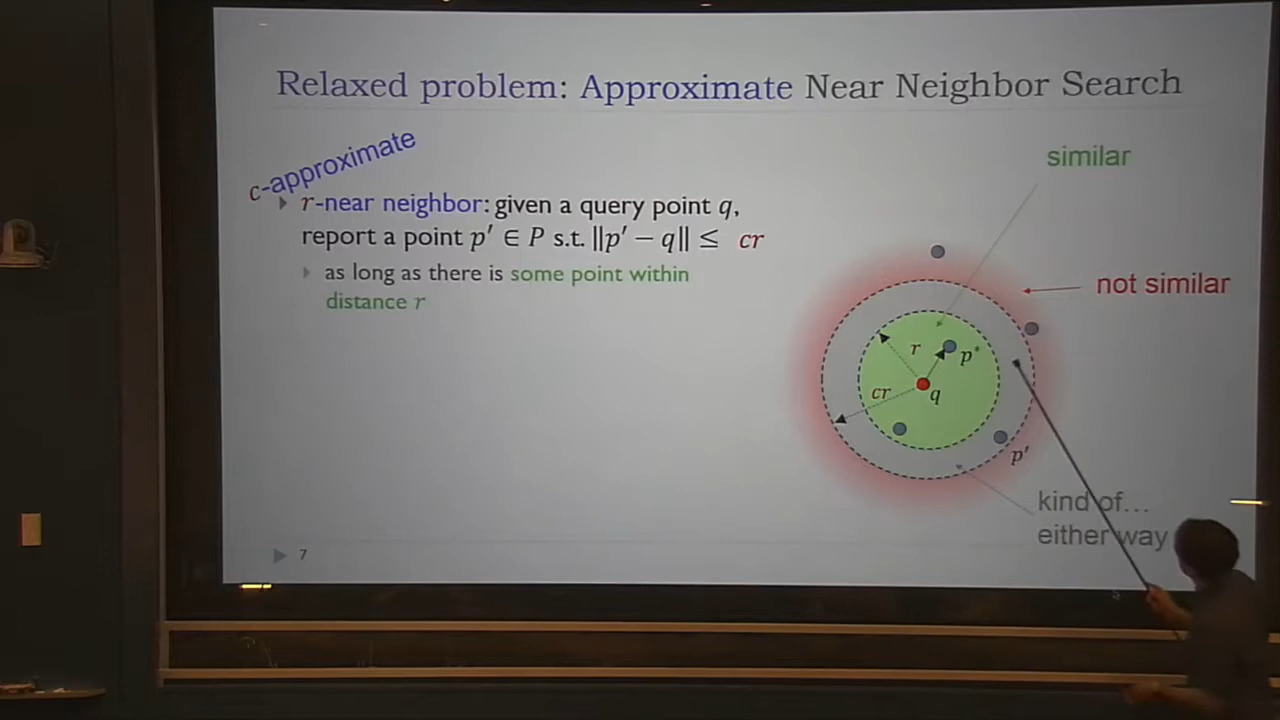 Relaxed problem: Approximate Near Neighbor Search
c-approximate
r-near neighbor: given a query point q,
report a point p′ ∈ P s.t. ‖p′ − q‖ ≤ cr
as long as there is some point within
distance r
similar
not similar
r
p*
cr
q
p′
kind of...
either way
7